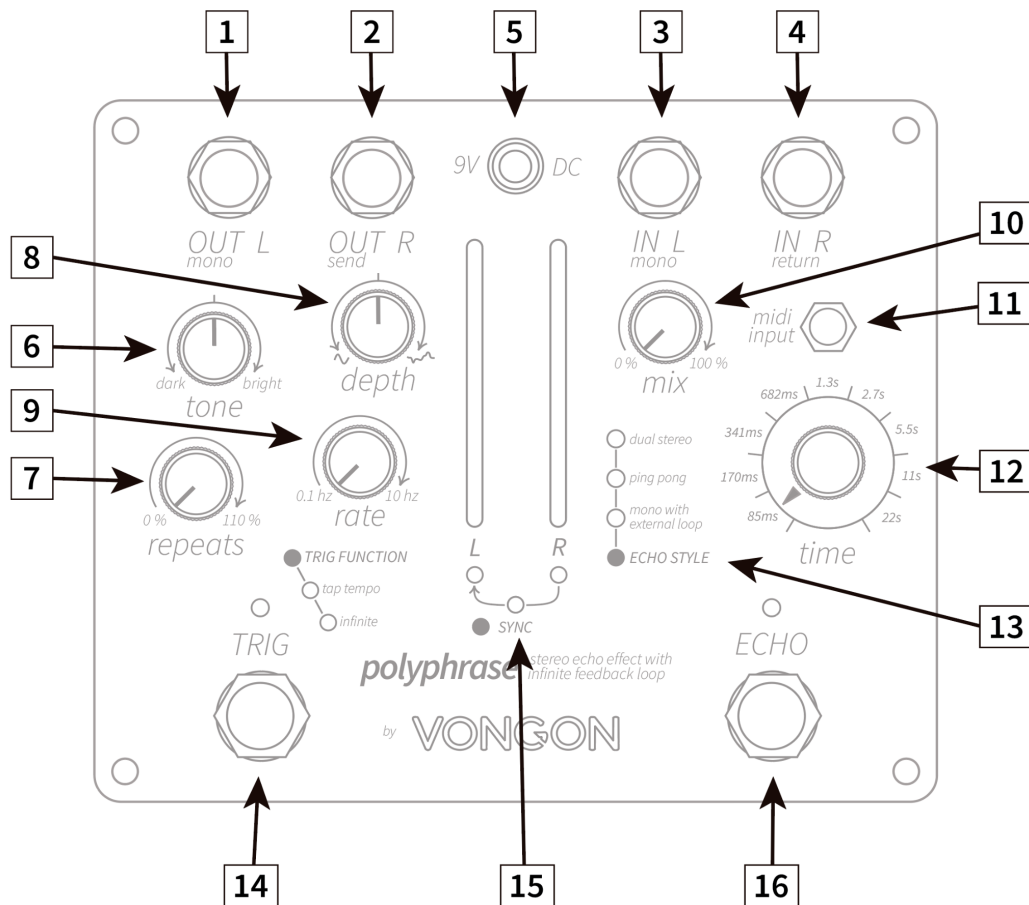 1
2
5
3
4
9V
DC
OUT L
mono
OUT R
send
IN L
mono
IN R
return
8
10
11
6
9
7
12
13
dark
bright
tone
depth
0 %
100 %
mix
midi
input
0 %
110 %
repeats
0.1 hz
10 hz
rate
dual stereo
ping pong
mono with
external loop
ECHO STYLE
85ms
170ms
341ms
682ms
1.3s
2.7s
5.5s
11s
22s
time
L
R
TRIG FUNCTION
tap tempo
infinite
SYNC
TRIG
ECHO
polyphrase
stereo echo effect with
infinite feedback loop
by
VONGON
14
15
16